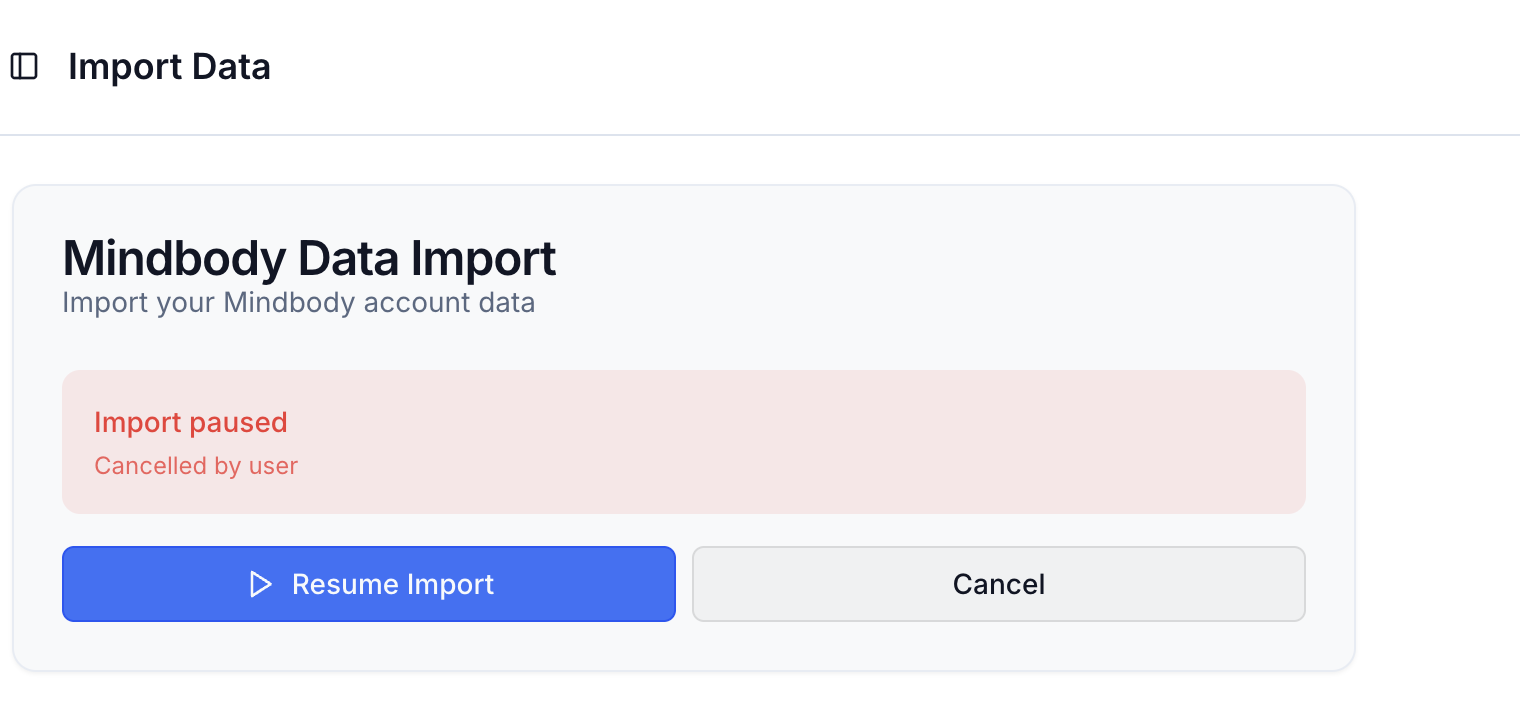 Import Data
Mindbody Data Import
Import your Mindbody account data
Import paused
Cancelled by user
Resume Import
Cancel